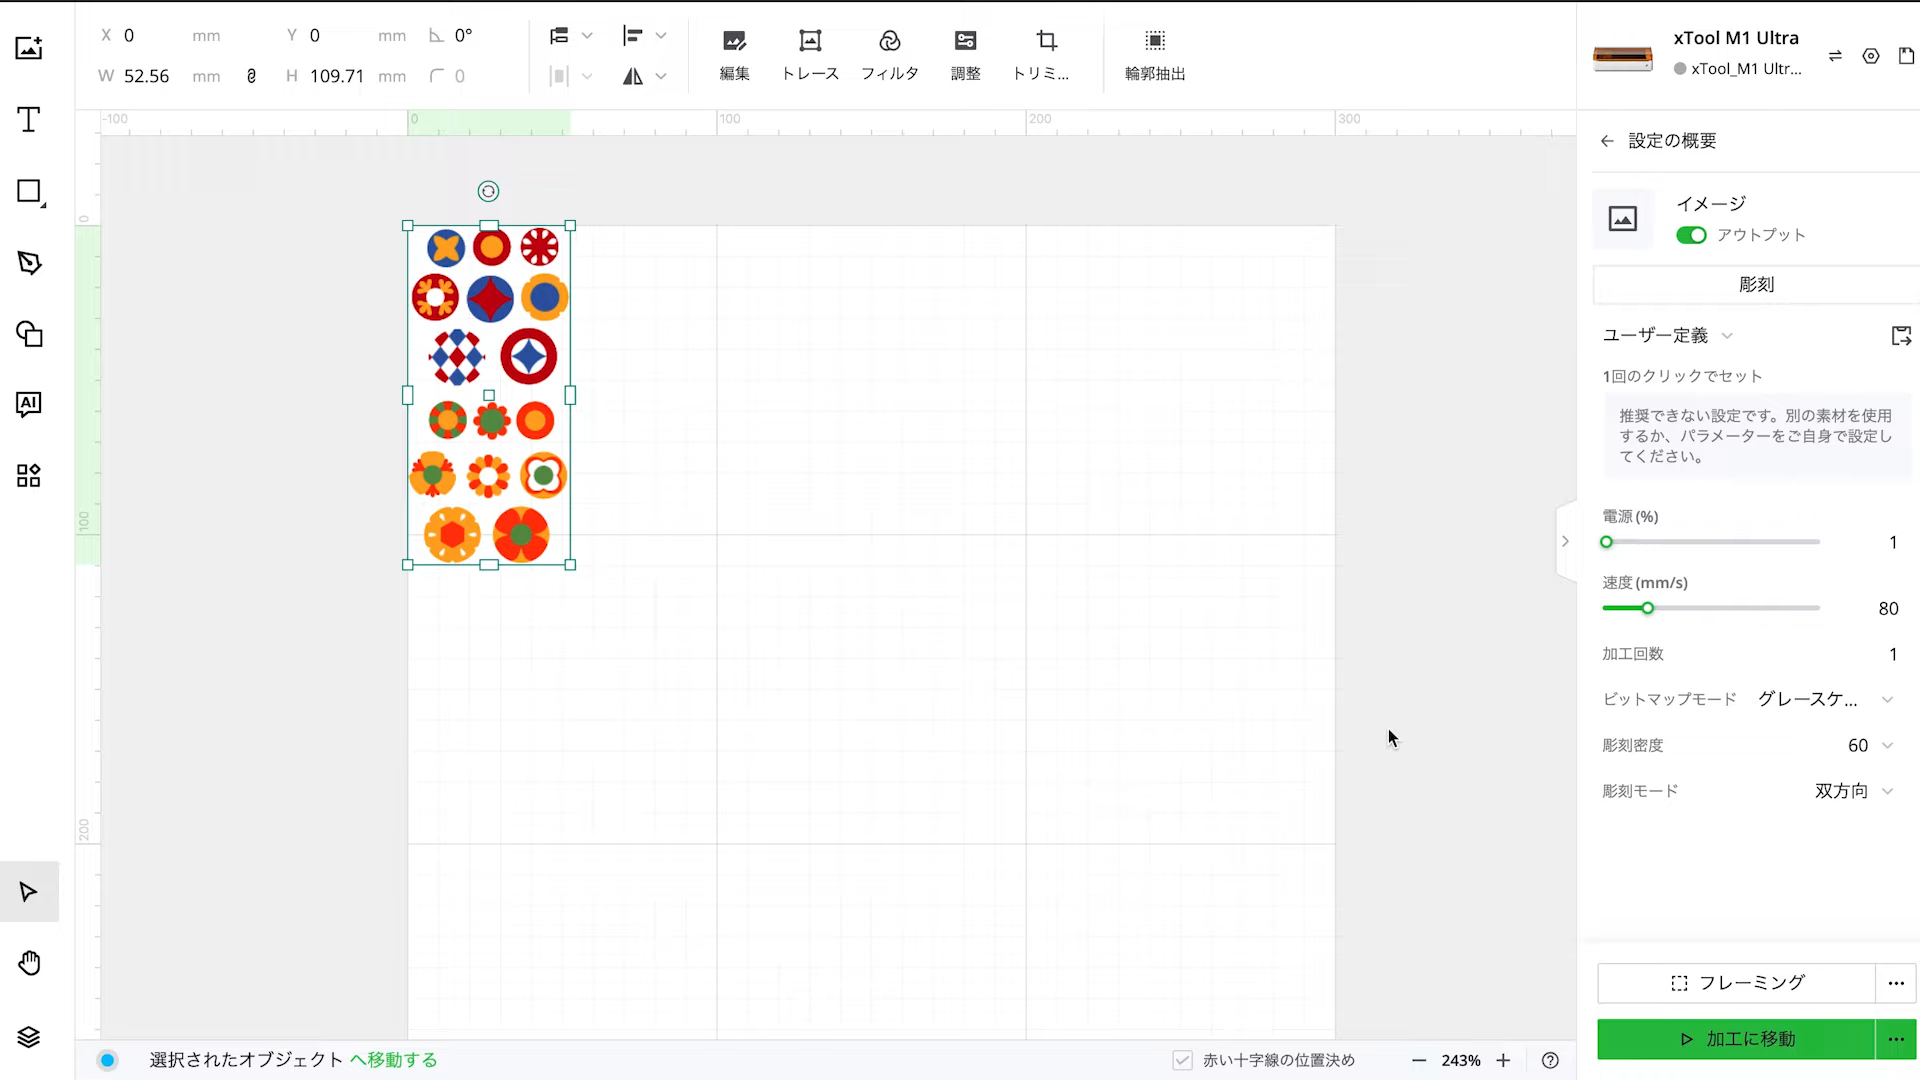 X 0 mm Y 0 mm 0°
W 52.56 mm H 109.71 mm 0
編集 トレース フィルタ 調整 トリミ... 輪郭抽出
xTool M1 Ultra
xTool_M1 Ultr...
-100 0 100 200 300
0
100
200
T
AI
設定の概要
イメージ
アウトプット
彫刻
ユーザー定義
1回のクリックでセット
推奨できない設定です。別の素材を使用
するか、パラメーターをご自身で設定し
てください。
電源(%)
1
速度(mm/s)
80
加工回数 1
ビットマップモード グレースケ...
彫刻密度 60
彫刻モード 双方向
フレーミング ...
加工に移動 ...
選択されたオブジェクト へ移動する
赤い十字線の位置決め
243%